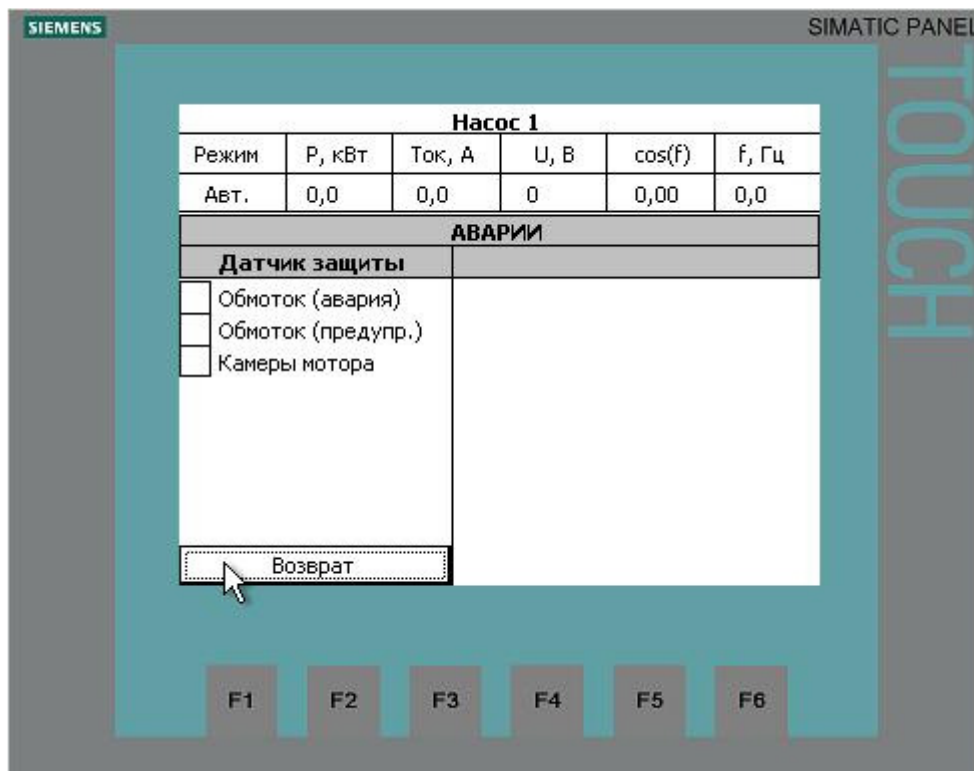 SIEMENS
SIMATIC PANEL
TOUCH
Насос 1
Режим Р, кВт Ток, А U, В cos(f) f, Гц
Авт. 0,0 0,0 0 0,00 0,0
АВАРИИ
Датчик защиты
Обмоток (авария)
Обмоток (предупр.)
Камеры мотора
Возврат
F1 F2 F3 F4 F5 F6